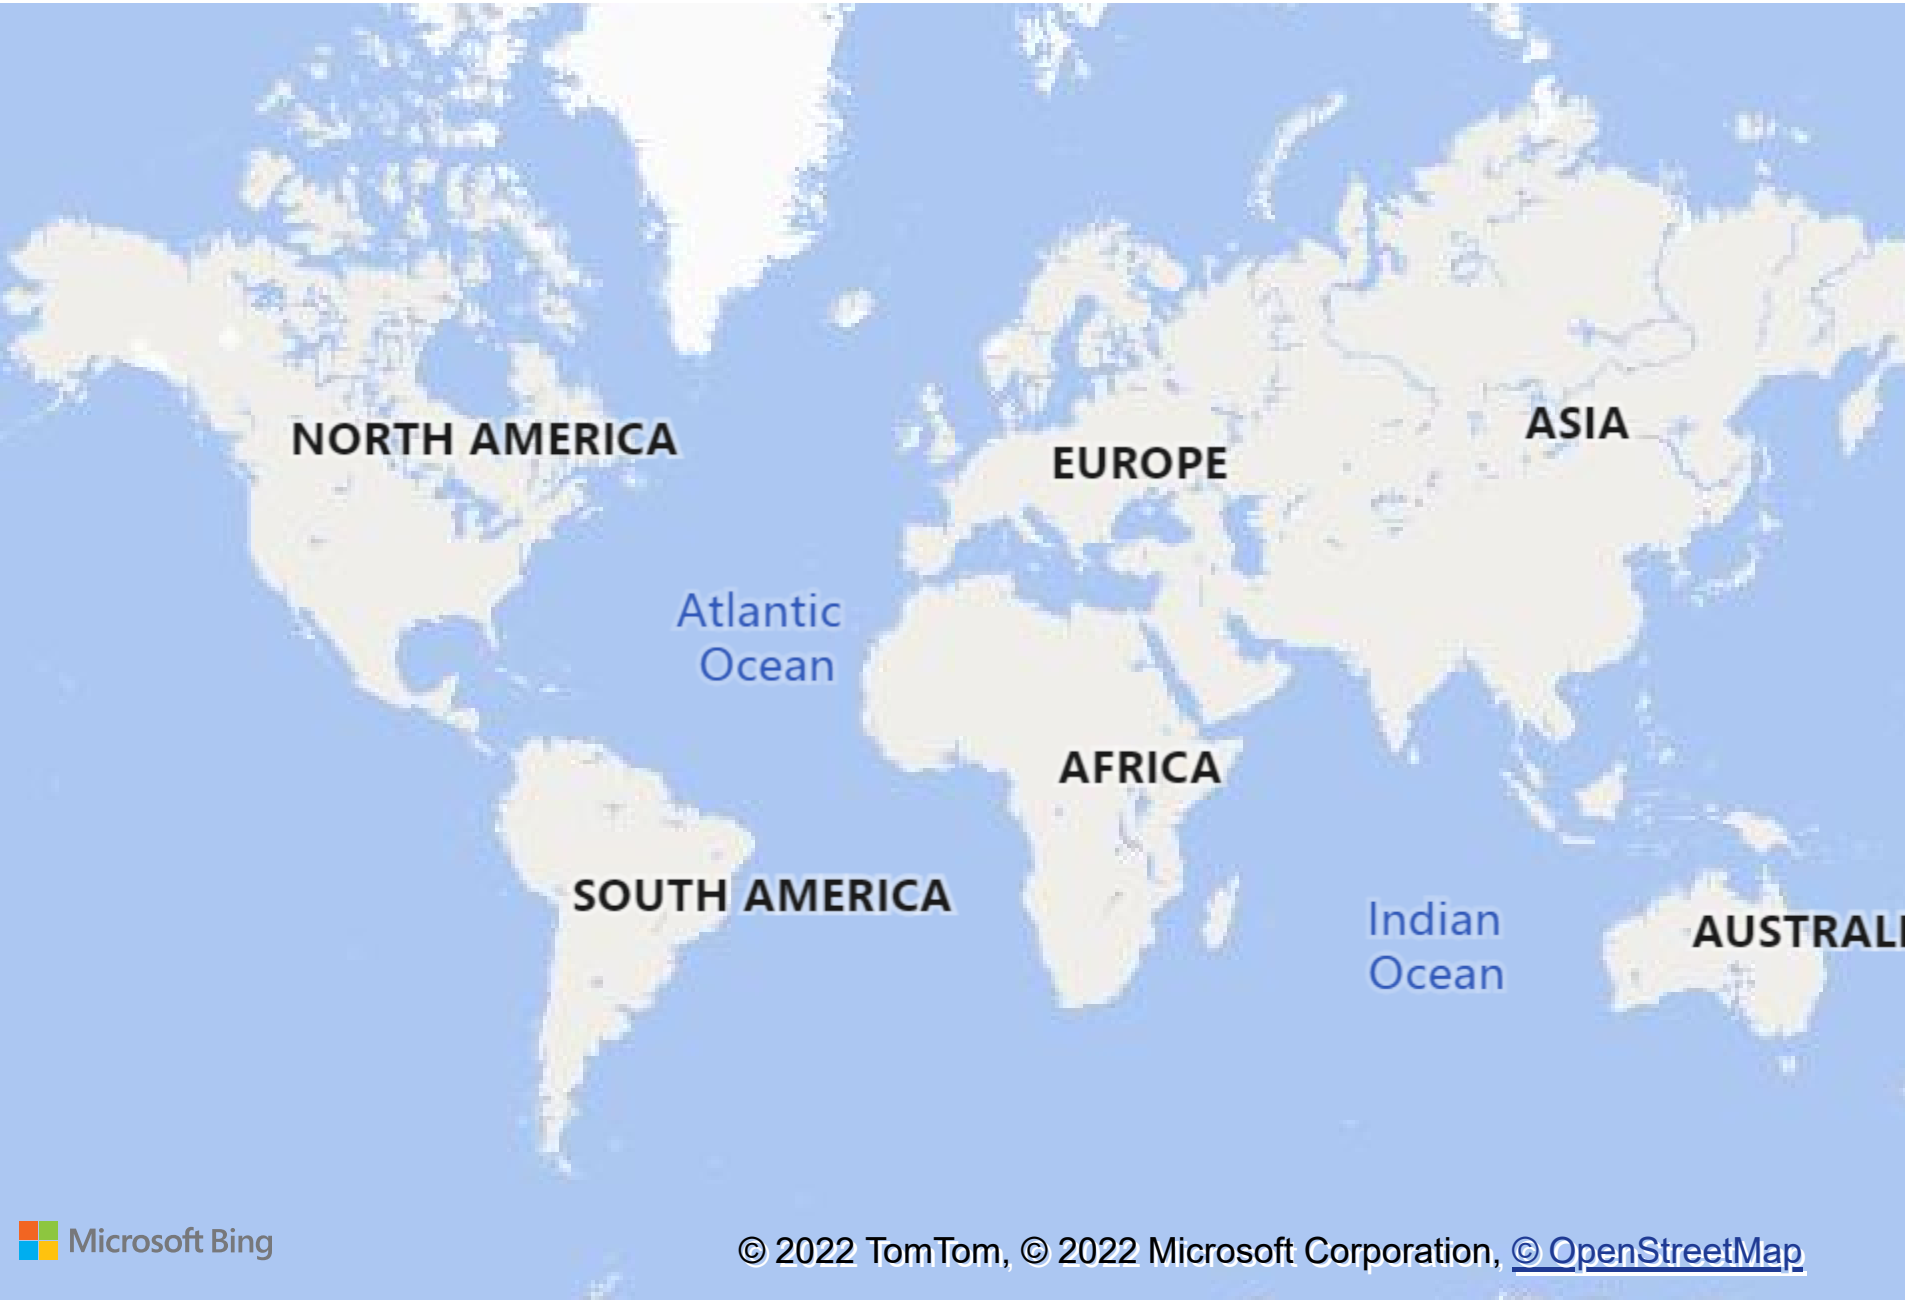 NORTH AMERICA
ASIA
EUROPE
Atlantic
Ocean
AFRICA
SOUTH AMERICA
Indian
Ocean
AUSTRALI
Microsoft Bing
© 2022 TomTom, © 2022 Microsoft Corporation, © OpenStreetMap